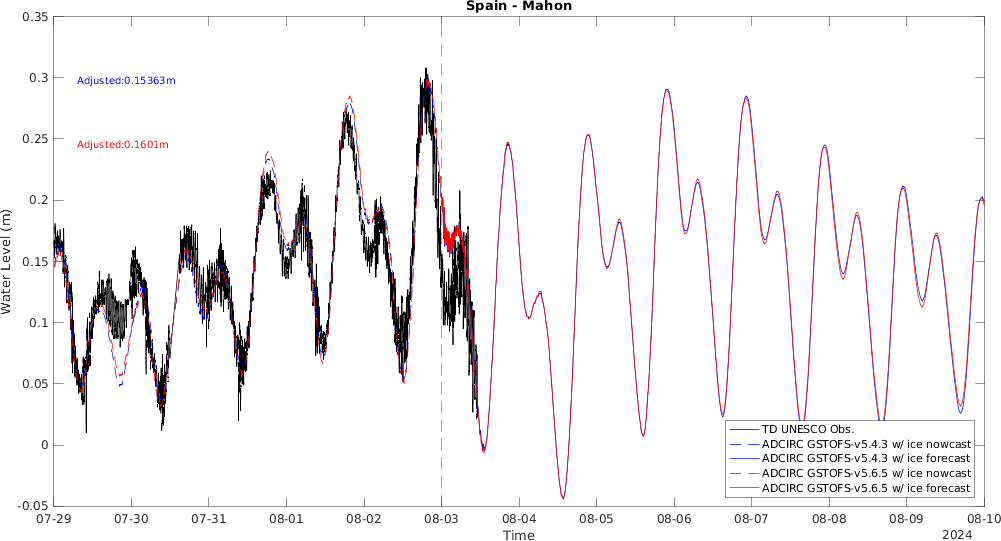 Spain - Mahon
0.35
0.3
0.25
0.2
0.15
0.1
0.05
0
-0.05
Water Level (m)
Adjusted:0.15363m
Adjusted:0.1601m
TD UNESCO Obs.
ADCIRC GSTOFS-v5.4.3 w/ ice nowcast
ADCIRC GSTOFS-v5.4.3 w/ ice forecast
ADCIRC GSTOFS-v5.6.5 w/ ice nowcast
ADCIRC GSTOFS-v5.6.5 w/ ice forecast
07-29 07-30 07-31 08-01 08-02 08-03 08-04 08-05 08-06 08-07 08-08 08-09 08-10
Time
2024